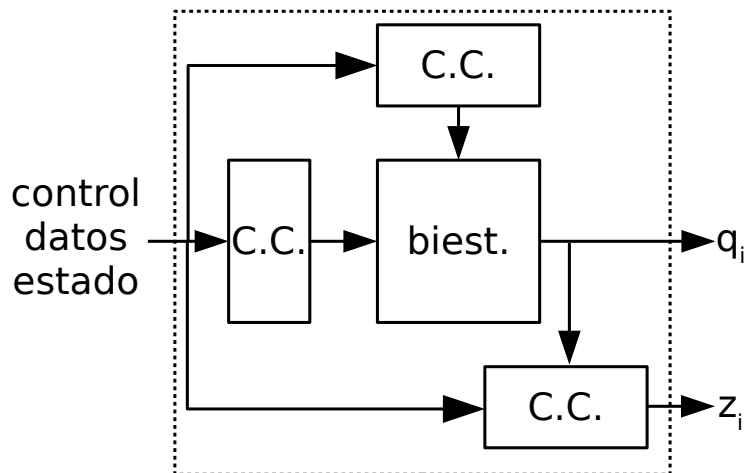 C.C.
control
datos
estado
C.C.
biest.
qi
C.C.
zi